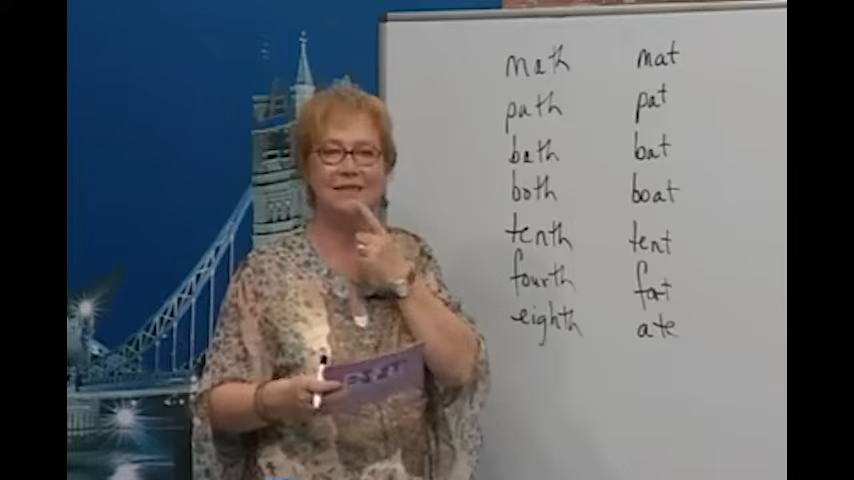 math mat
path pat
bath bat
both boat
tenth tent
fourth fort
eighth ate